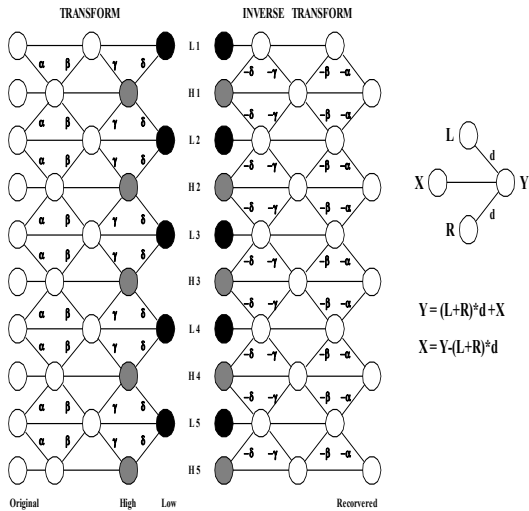 TRANSFORM
INVERSE TRANSFORM
L 1
α β γ δ
−δ −γ −β −α
H 1
α β γ δ
−δ −γ −β −α
L 2
α β γ δ
−δ −γ −β −α
H 2
α β γ δ
−δ −γ −β −α
L 3
α β γ δ
−δ −γ −β −α
H 3
α β γ δ
−δ −γ −β −α
L 4
α β γ δ
−δ −γ −β −α
H 4
α β γ δ
−δ −γ −β −α
L 5
α β γ δ
−δ −γ −β −α
H 5
Original High Low Recorvered
L
d
X Y
d
R
Y = (L+R)*d +X
X = Y-(L+R)*d